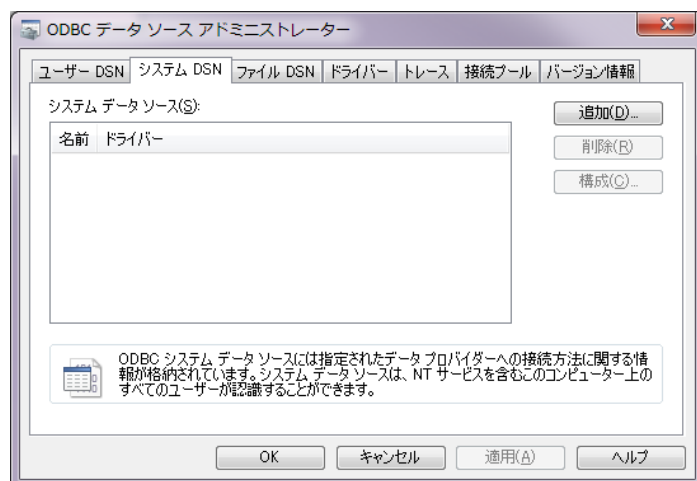 ODBC データ ソース アドミニストレーター
ユーザー DSN システム DSN ファイル DSN ドライバー トレース 接続プール バージョン情報
システム データ ソース(S):
名前 ドライバー
追加(D)...
削除(R)
構成(C)...
ODBC システム データ ソースには指定されたデータ プロバイダーへの接続方法に関する情
報が格納されています。システム データ ソースは、NT サービスを含むこのコンピューター上の
すべてのユーザーが認識することができます。
OK キャンセル 適用(A) ヘルプ